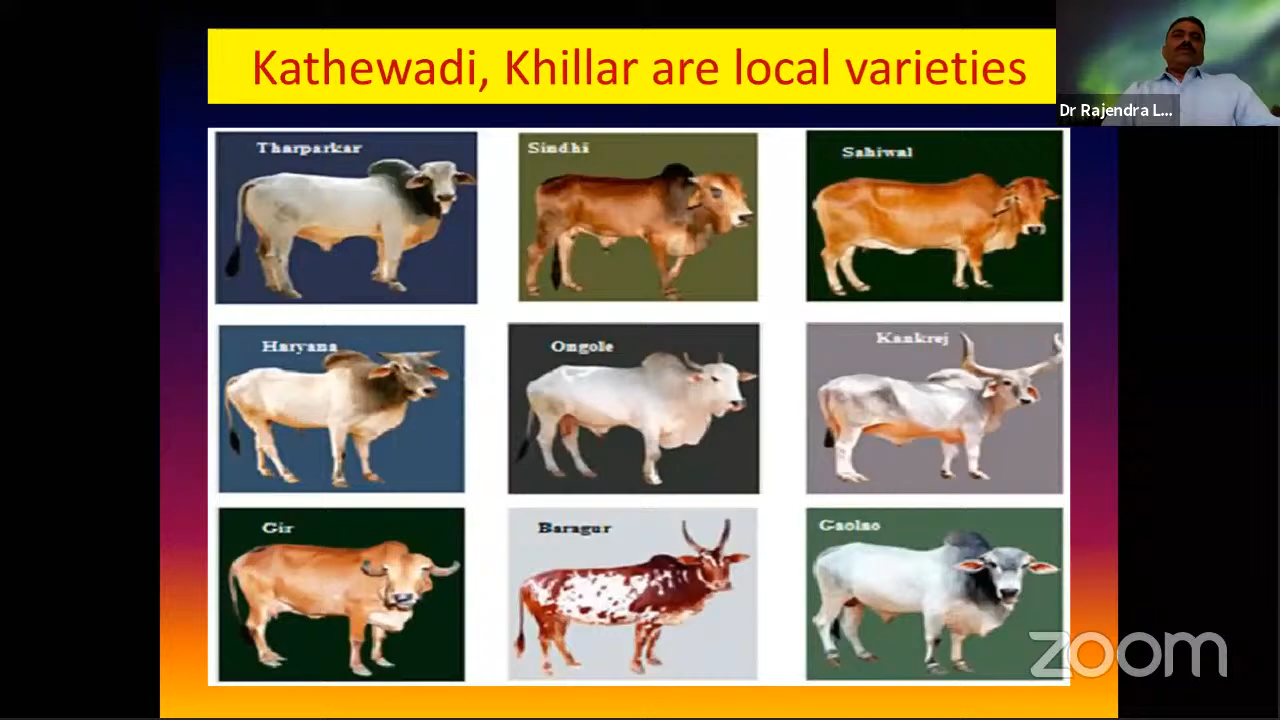 Kathewadi, Khillar are local varieties
Dr Rajendra L...
Tharparkar
Sindhi
Sahiwal
Haryana
Ongole
Kankrej
Gir
Baragur
Gaolao
zoom